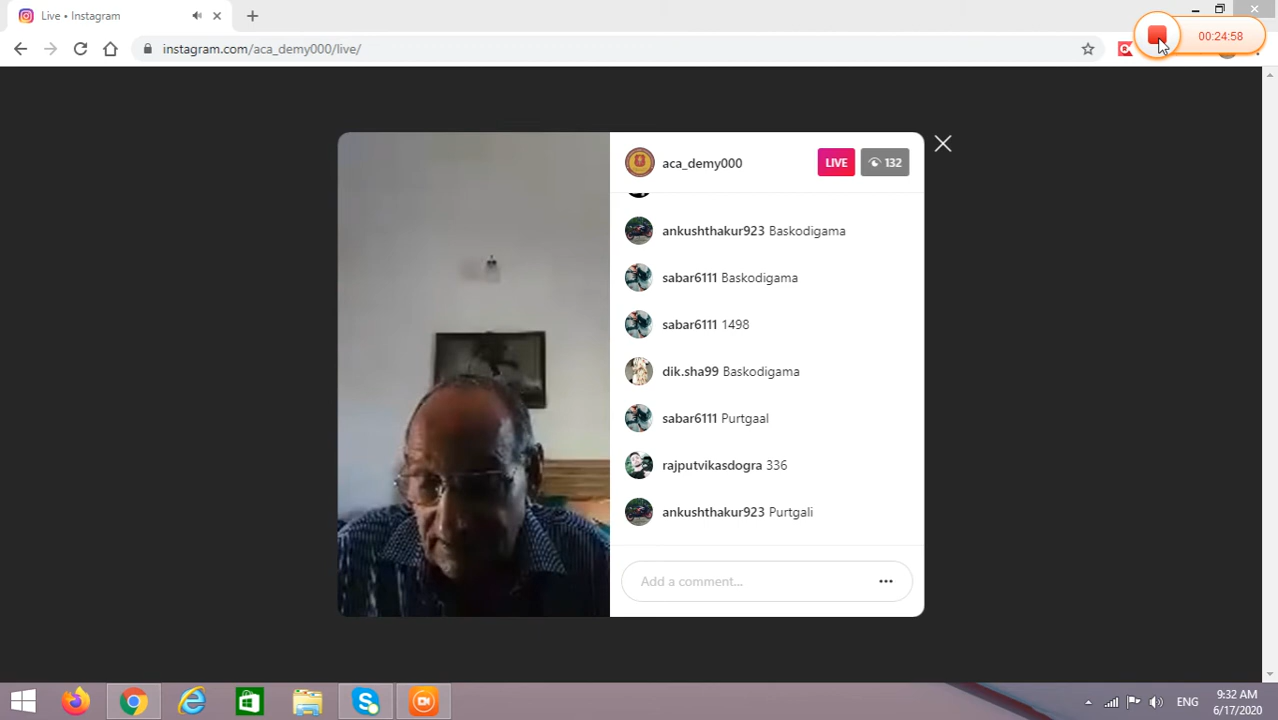 Live • Instagram
00:24:58
instagram.com/aca_demy000/live/
aca_demy000
LIVE
132
ankushthakur923 Baskodigama
sabar6111 Baskodigama
sabar6111 1498
dik.sha99 Baskodigama
sabar6111 Purtgaal
rajputvikasdogra 336
ankushthakur923 Purtgali
Add a comment...
ENG
9:32 AM
6/17/2020